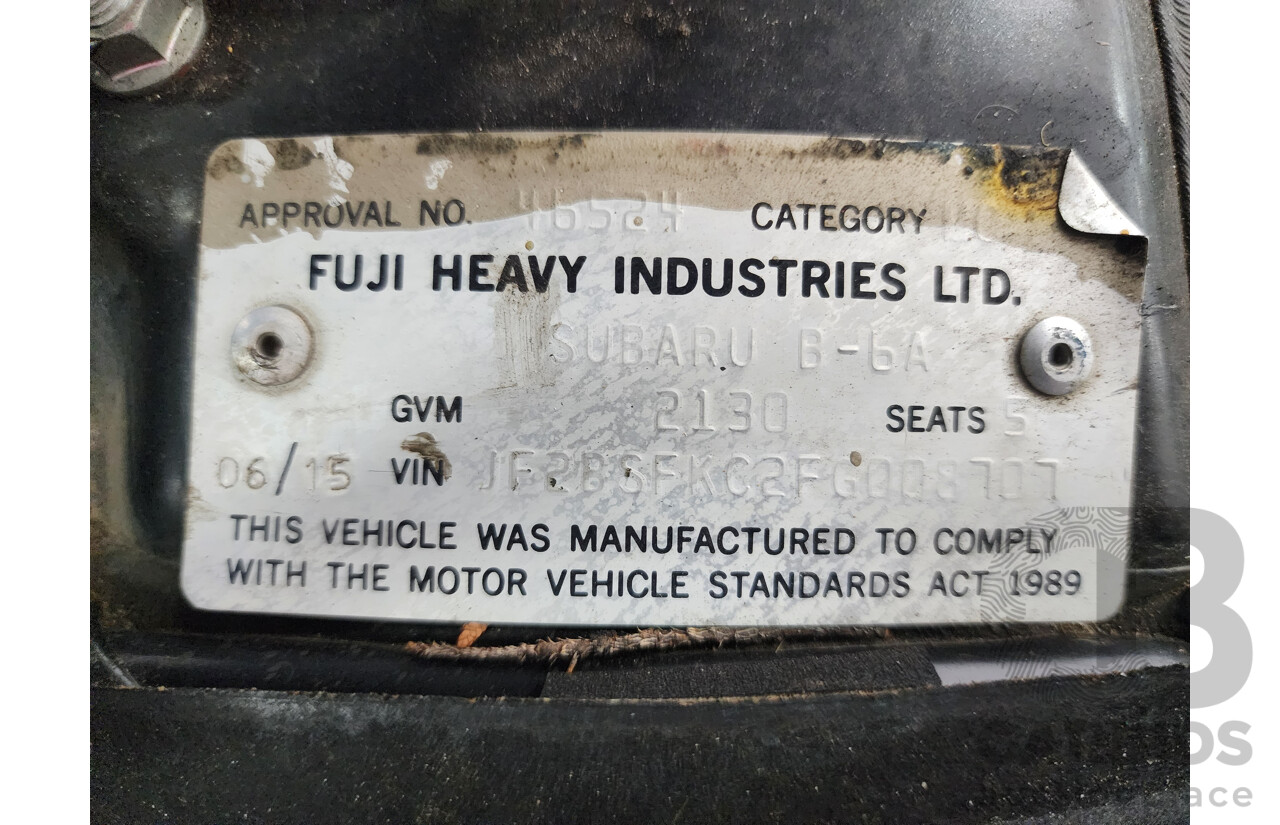 APPROVAL NO. 46524 CATEGORY
FUJI HEAVY INDUSTRIES LTD.
SUBARU B-6A
GVM 2130 SEATS 5
06/15 VIN JF2BSFKC2FG008707
THIS VEHICLE WAS MANUFACTURED TO COMPLY
WITH THE MOTOR VEHICLE STANDARDS ACT 1989